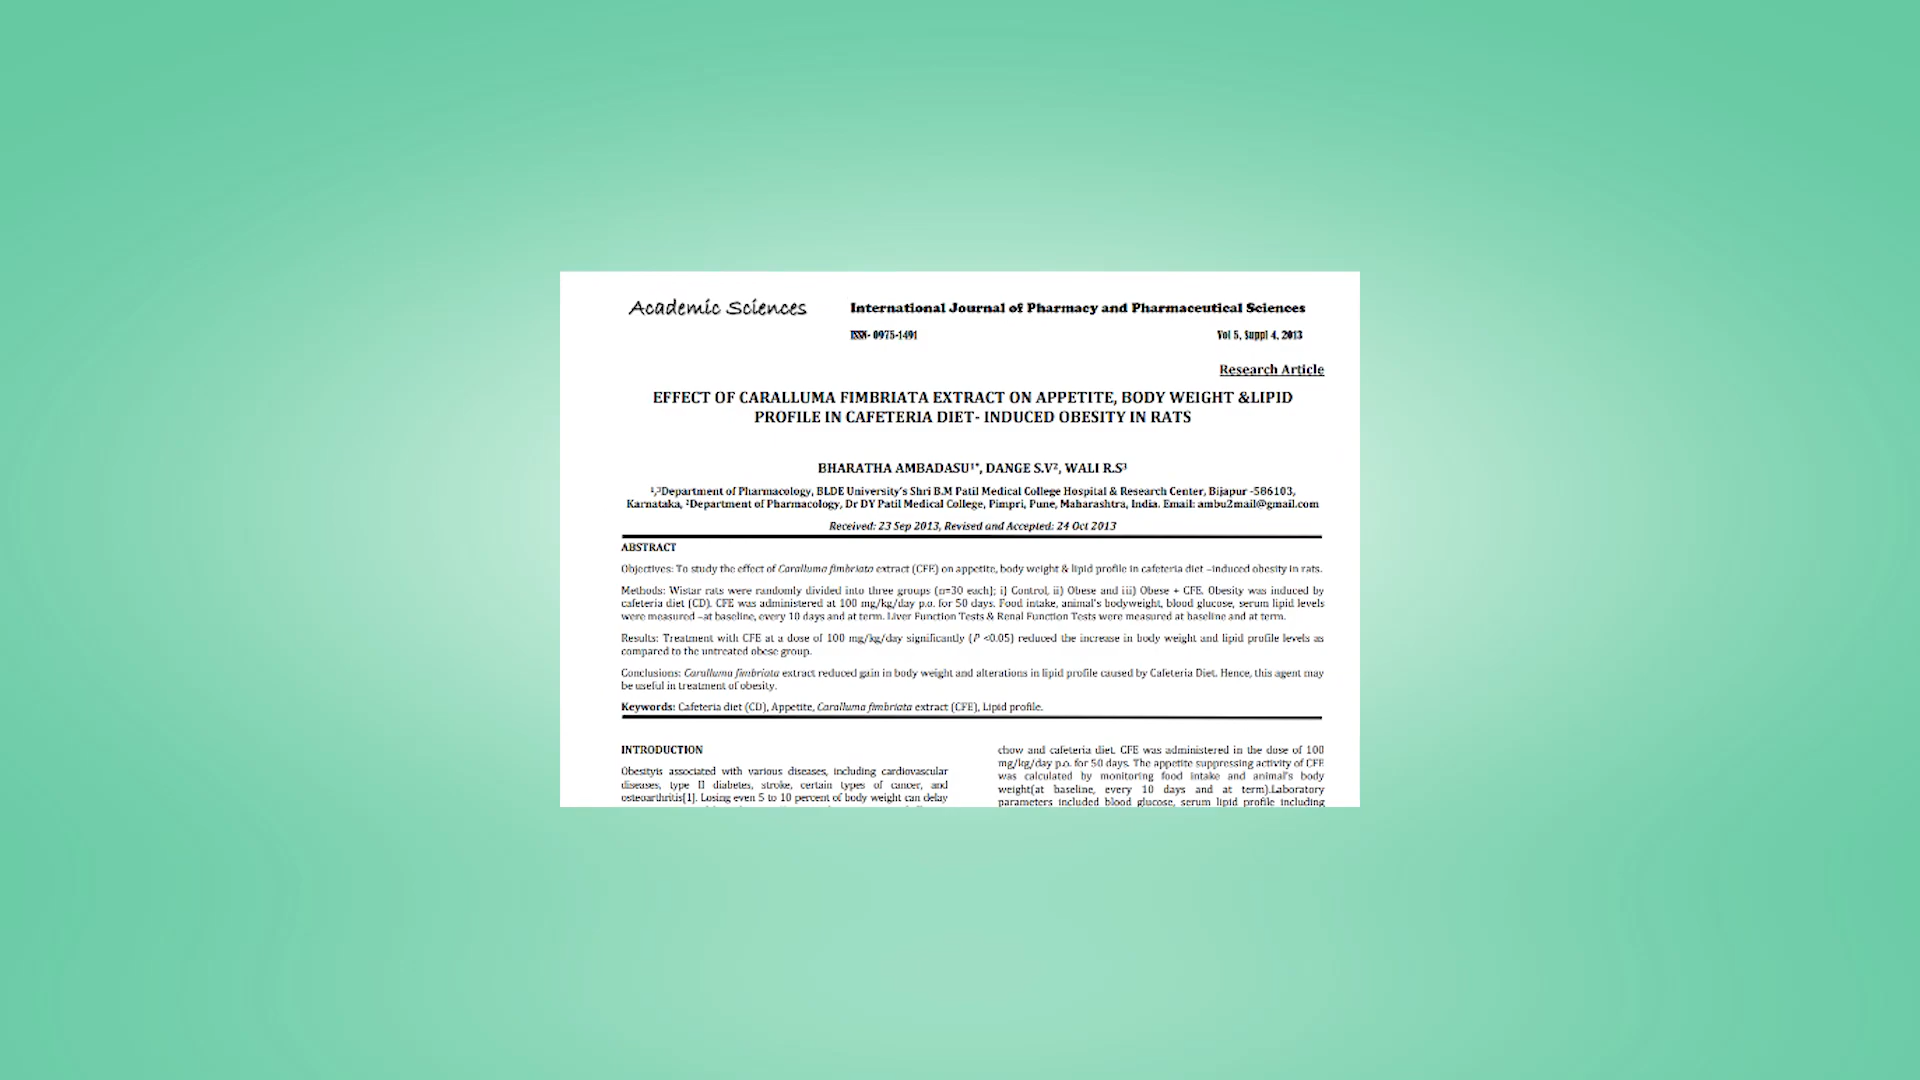 Academic Sciences
International Journal of Pharmacy and Pharmaceutical Sciences
ISSN- 0975-1491
Vol 5, Suppl 4, 2013
Research Article
EFFECT OF CARALLUMA FIMBRIATA EXTRACT ON APPETITE, BODY WEIGHT &LIPID
PROFILE IN CAFETERIA DIET- INDUCED OBESITY IN RATS
BHARATHA AMBADASU¹*, DANGE S.V², WALI R.S³
¹,³Department of Pharmacology, BLDE University's Shri B.M Patil Medical College Hospital & Research Center, Bijapur -586103,
Karnataka, ²Department of Pharmacology, Dr DY Patil Medical College, Pimpri, Pune, Maharashtra, India. Email: ambu2mail@gmail.com
Received: 23 Sep 2013, Revised and Accepted: 24 Oct 2013
ABSTRACT
Objectives: To study the effect of Caralluma fimbriata extract (CFE) on appetite, body weight & lipid profile in cafeteria diet –induced obesity in rats.
Methods: Wistar rats were randomly divided into three groups (n=30 each]; i] Control, ii) Obese and iii) Obese + CFE. Obesity was induced by
cafeteria diet (CD). CFE was administered at 100 mg/kg/day p.o. for 50 days. Food intake, animal's bodyweight, blood glucose, serum lipid levels
were measured –at baseline, every 10 days and at term. Liver Function Tests & Renal Function Tests were measured at baseline and at term.
Results: Treatment with CFE at a dose of 100 mg/kg/day significantly (P <0.05) reduced the increase in body weight and lipid profile levels as
compared to the untreated obese group.
Conclusions: Caralluma fimbriata extract reduced gain in body weight and alterations in lipid profile caused by Cafeteria Diet. Hence, this agent may
be useful in treatment of obesity.
Keywords: Cafeteria diet (CD), Appetite, Caralluma fimbriata extract (CFE), Lipid profile.
INTRODUCTION
Obesityis associated with various diseases, including cardiovascular
diseases, type II diabetes, stroke, certain types of cancer, and
osteoarthritis[1]. Losing even 5 to 10 percent of body weight can delay
chow and cafeteria diet. CFE was administered in the dose of 100
mg/kg/day p.o. for 50 days. The appetite suppressing activity of CFE
was calculated by monitoring food intake and animal's body
weight(at baseline, every 10 days and at term).Laboratory
parameters included blood glucose, serum lipid profile including